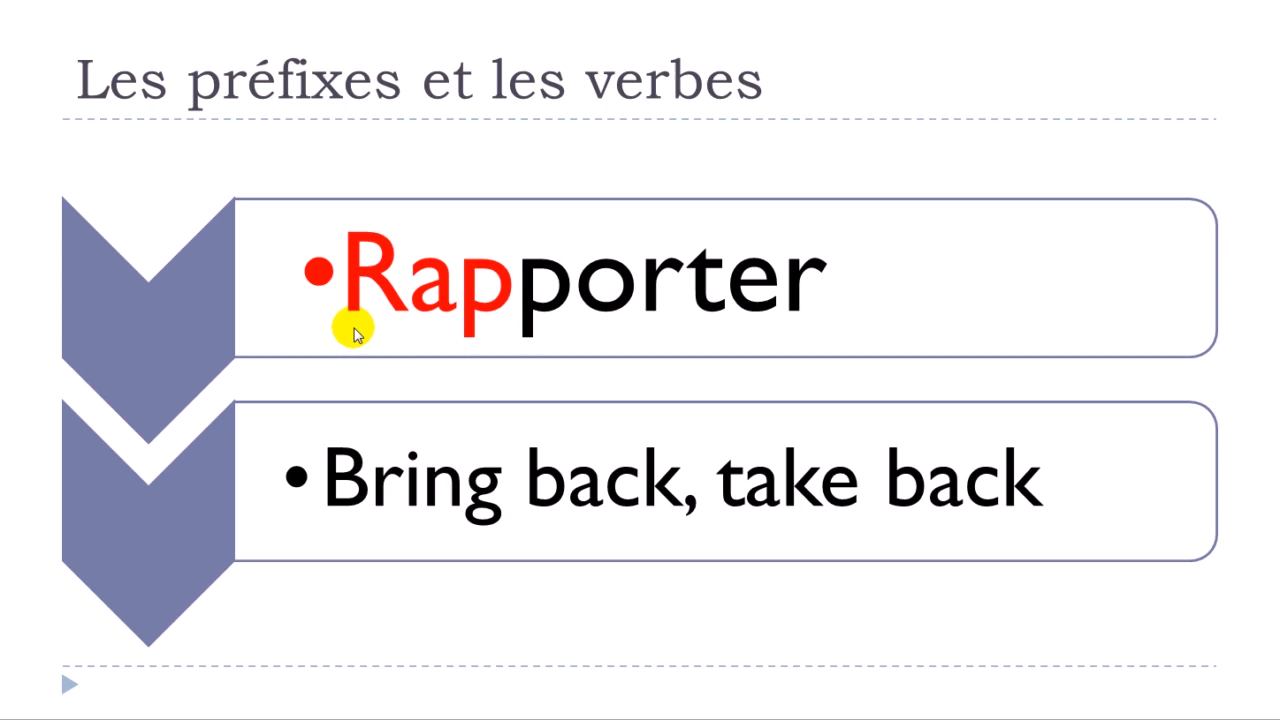 Les préfixes et les verbes
•Rapporter
•Bring back, take back